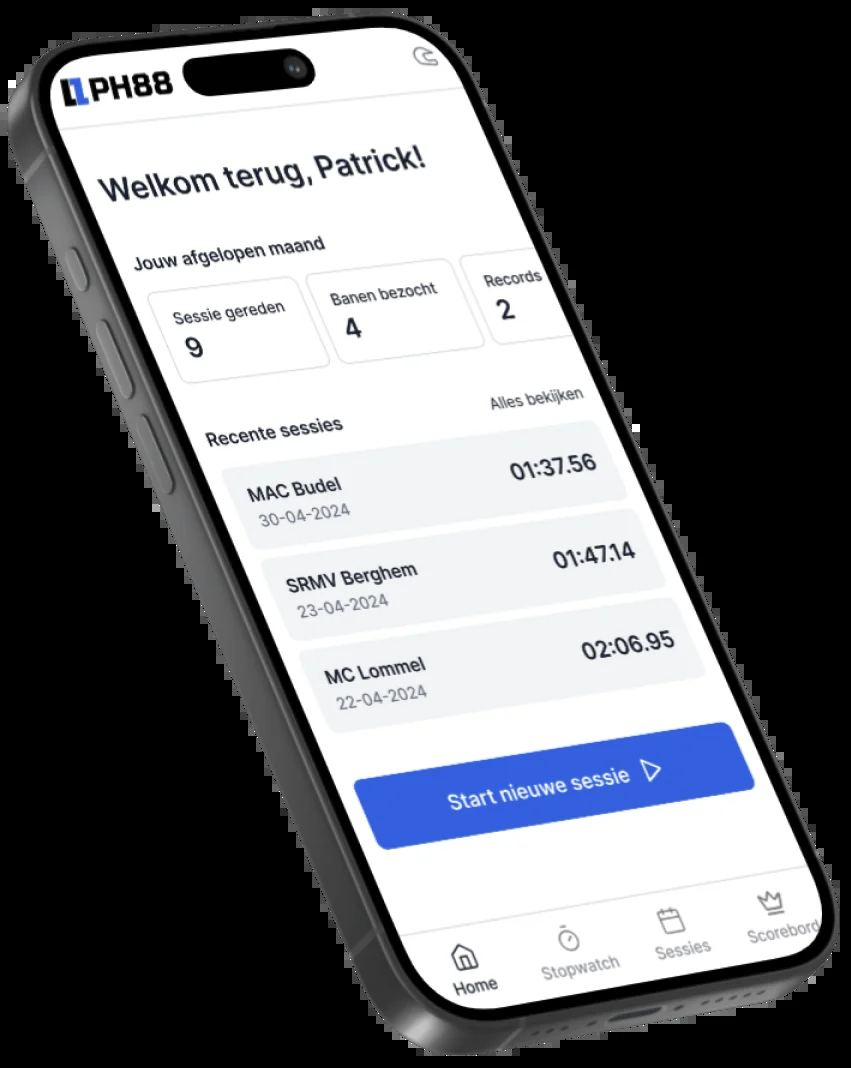 PH88
Welkom terug, Patrick!
Jouw afgelopen maand
Sessie gereden
9
Banen bezocht
4
Records
2
Recente sessies
Alles bekijken
MAC Budel
01:37.56
30-04-2024
SRMV Berghem
01:47.14
23-04-2024
MC Lommel
02:06.95
22-04-2024
Start nieuwe sessie
Home
Stopwatch
Sessies
Scorebord